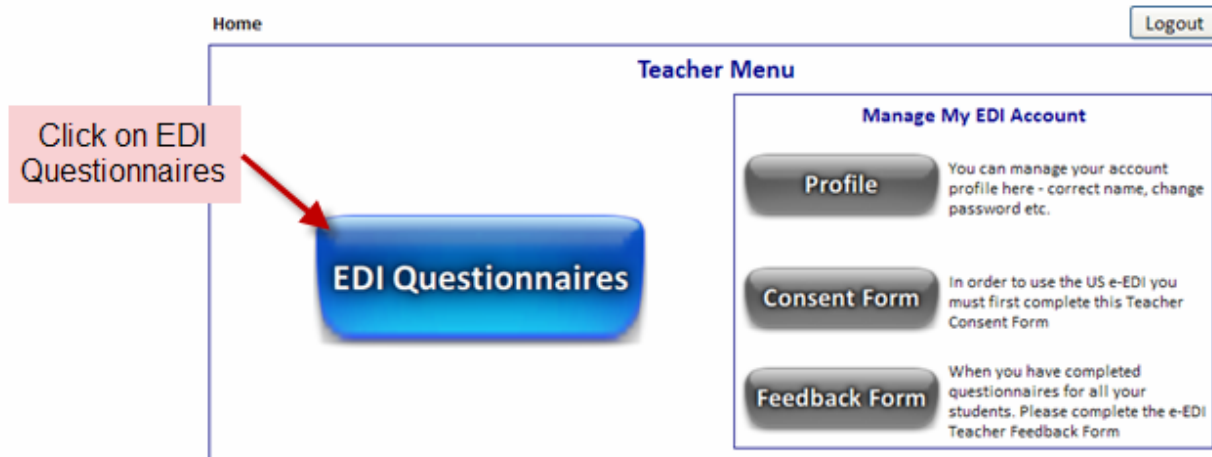 Home
Logout
Teacher Menu
Click on EDI
Questionnaires
EDI Questionnaires
Manage My EDI Account
Profile
You can manage your account
profile here - correct name, change
password etc.
Consent Form
In order to use the US e-EDI you
must first complete this Teacher
Consent Form
Feedback Form
When you have completed
questionnaires for all your
students. Please complete the e-EDI
Teacher Feedback Form